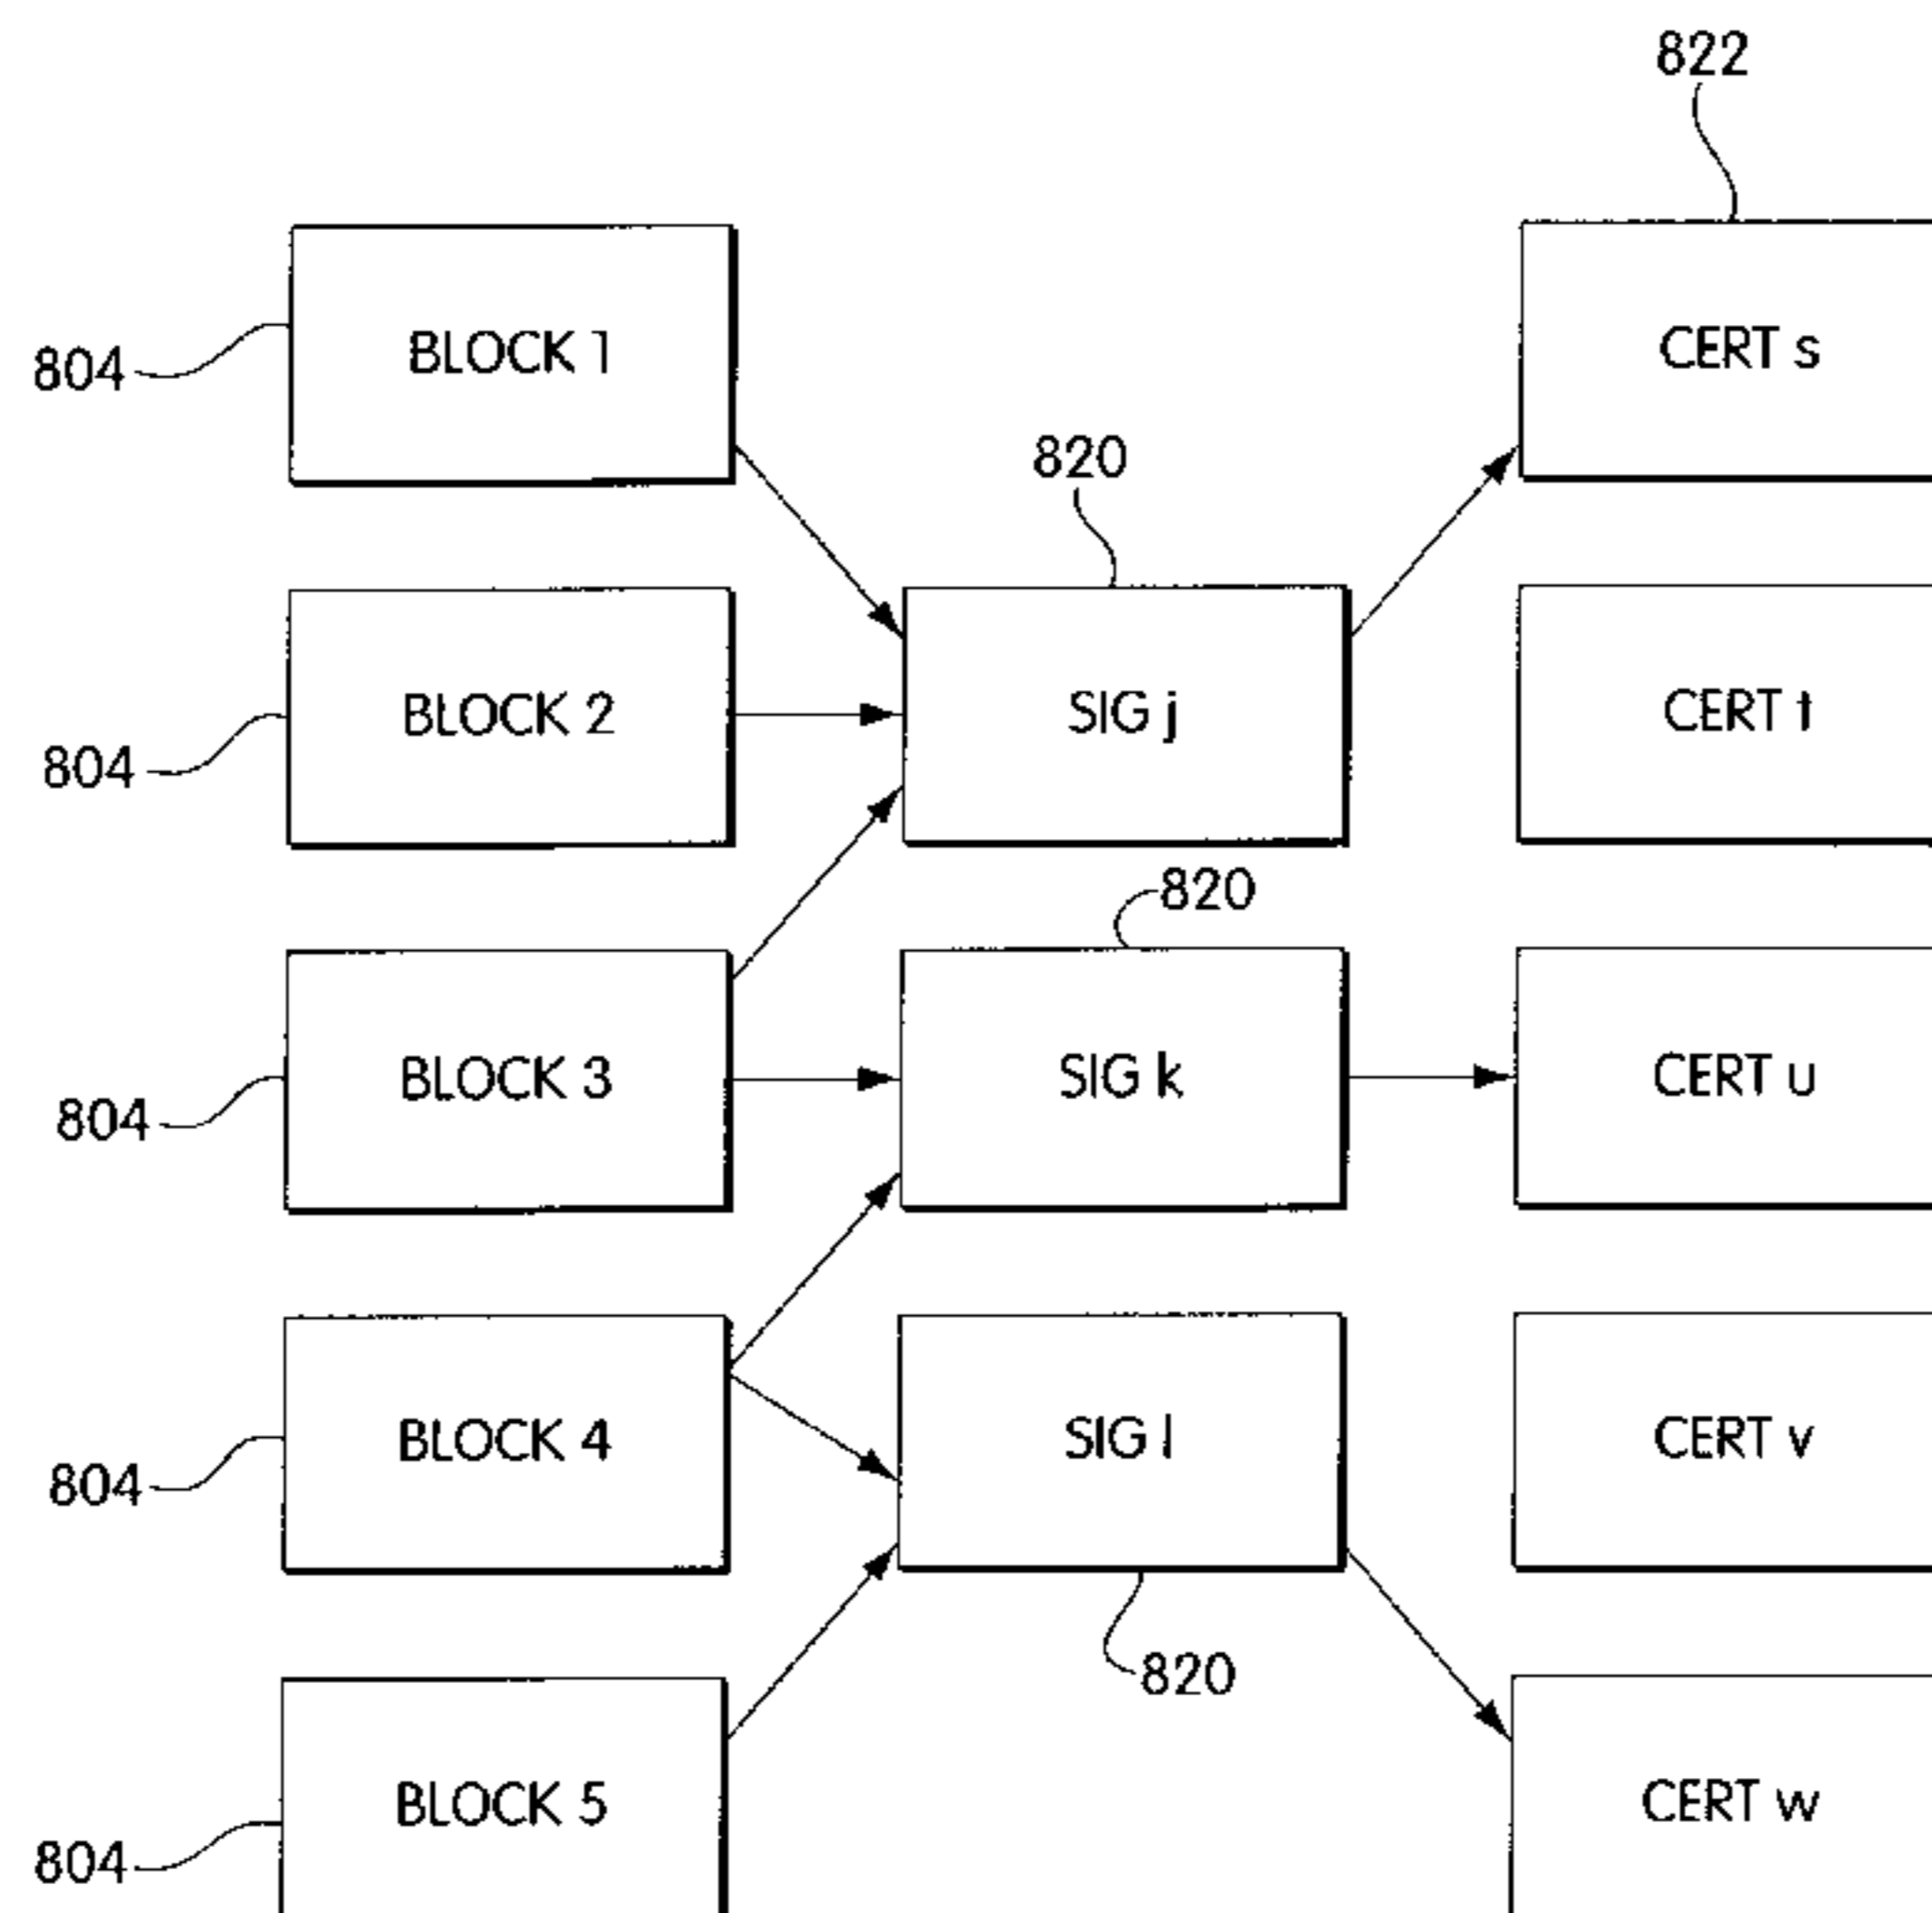 822
BLOCK 1
CERT s
804
820
BLOCK 2
SIG j
CERT t
804
820
BLOCK 3
SIG k
CERT u
804
BLOCK 4
SIG l
CERT v
804
820
BLOCK 5
CERT w
804